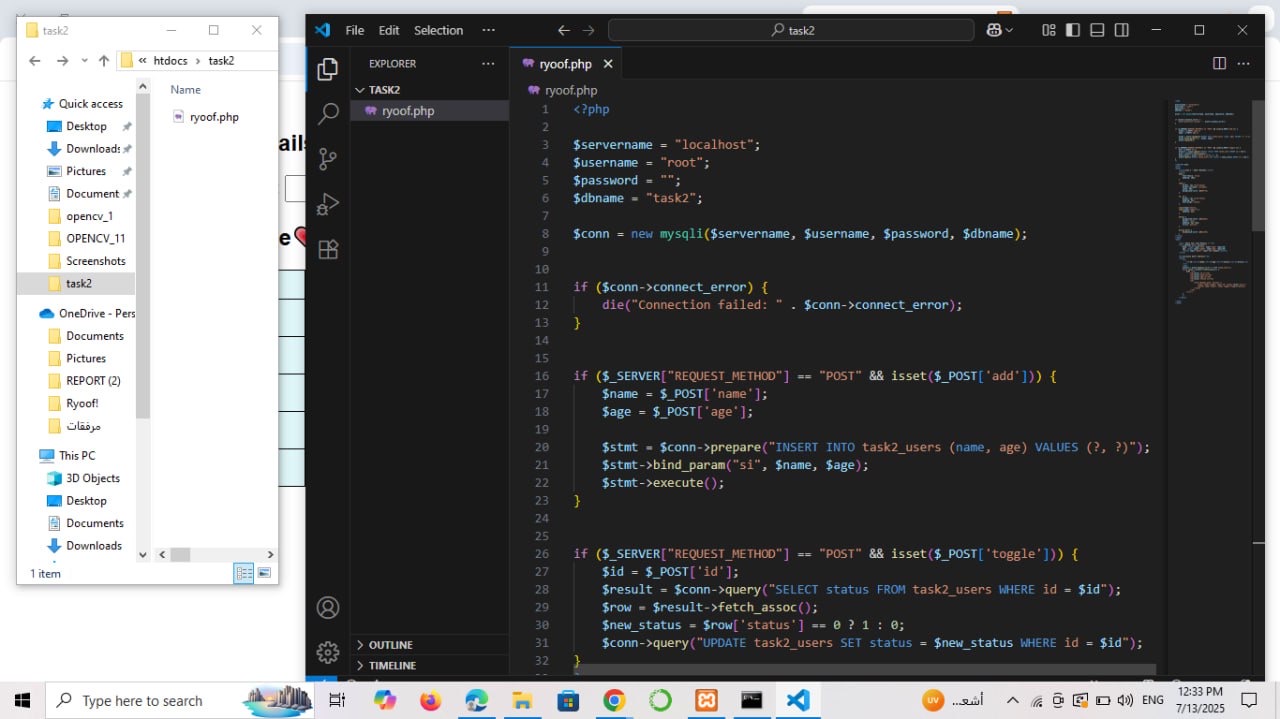 task2
« htdocs › task2
Name
ryoof.php
Quick access
Desktop
Downloads
Pictures
Document
opencv_1
OPENCV_11
Screenshots
task2
OneDrive - Pers
Documents
Pictures
REPORT (2)
Ryoof!
مرفقات
This PC
3D Objects
Desktop
Documents
Downloads
1 item
File Edit Selection ···
task2
EXPLORER
TASK2
ryoof.php
OUTLINE
TIMELINE
ryoof.php
ryoof.php
1 <?php
2
3 $servername = "localhost";
4 $username = "root";
5 $password = "";
6 $dbname = "task2";
7
8 $conn = new mysqli($servername, $username, $password, $dbname);
9
10
11 if ($conn->connect_error) {
12 die("Connection failed: " . $conn->connect_error);
13 }
14
15
16 if ($_SERVER["REQUEST_METHOD"] == "POST" && isset($_POST['add'])) {
17 $name = $_POST['name'];
18 $age = $_POST['age'];
19
20 $stmt = $conn->prepare("INSERT INTO task2_users (name, age) VALUES (?, ?)");
21 $stmt->bind_param("si", $name, $age);
22 $stmt->execute();
23 }
24
25
26 if ($_SERVER["REQUEST_METHOD"] == "POST" && isset($_POST['toggle'])) {
27 $id = $_POST['id'];
28 $result = $conn->query("SELECT status FROM task2_users WHERE id = $id");
29 $row = $result->fetch_assoc();
30 $new_status = $row['status'] == 0 ? 1 : 0;
31 $conn->query("UPDATE task2_users SET status = $new_status WHERE id = $id");
32 }
Type here to search
UV
أشعـ...
ENG
12:33 PM
7/13/2025